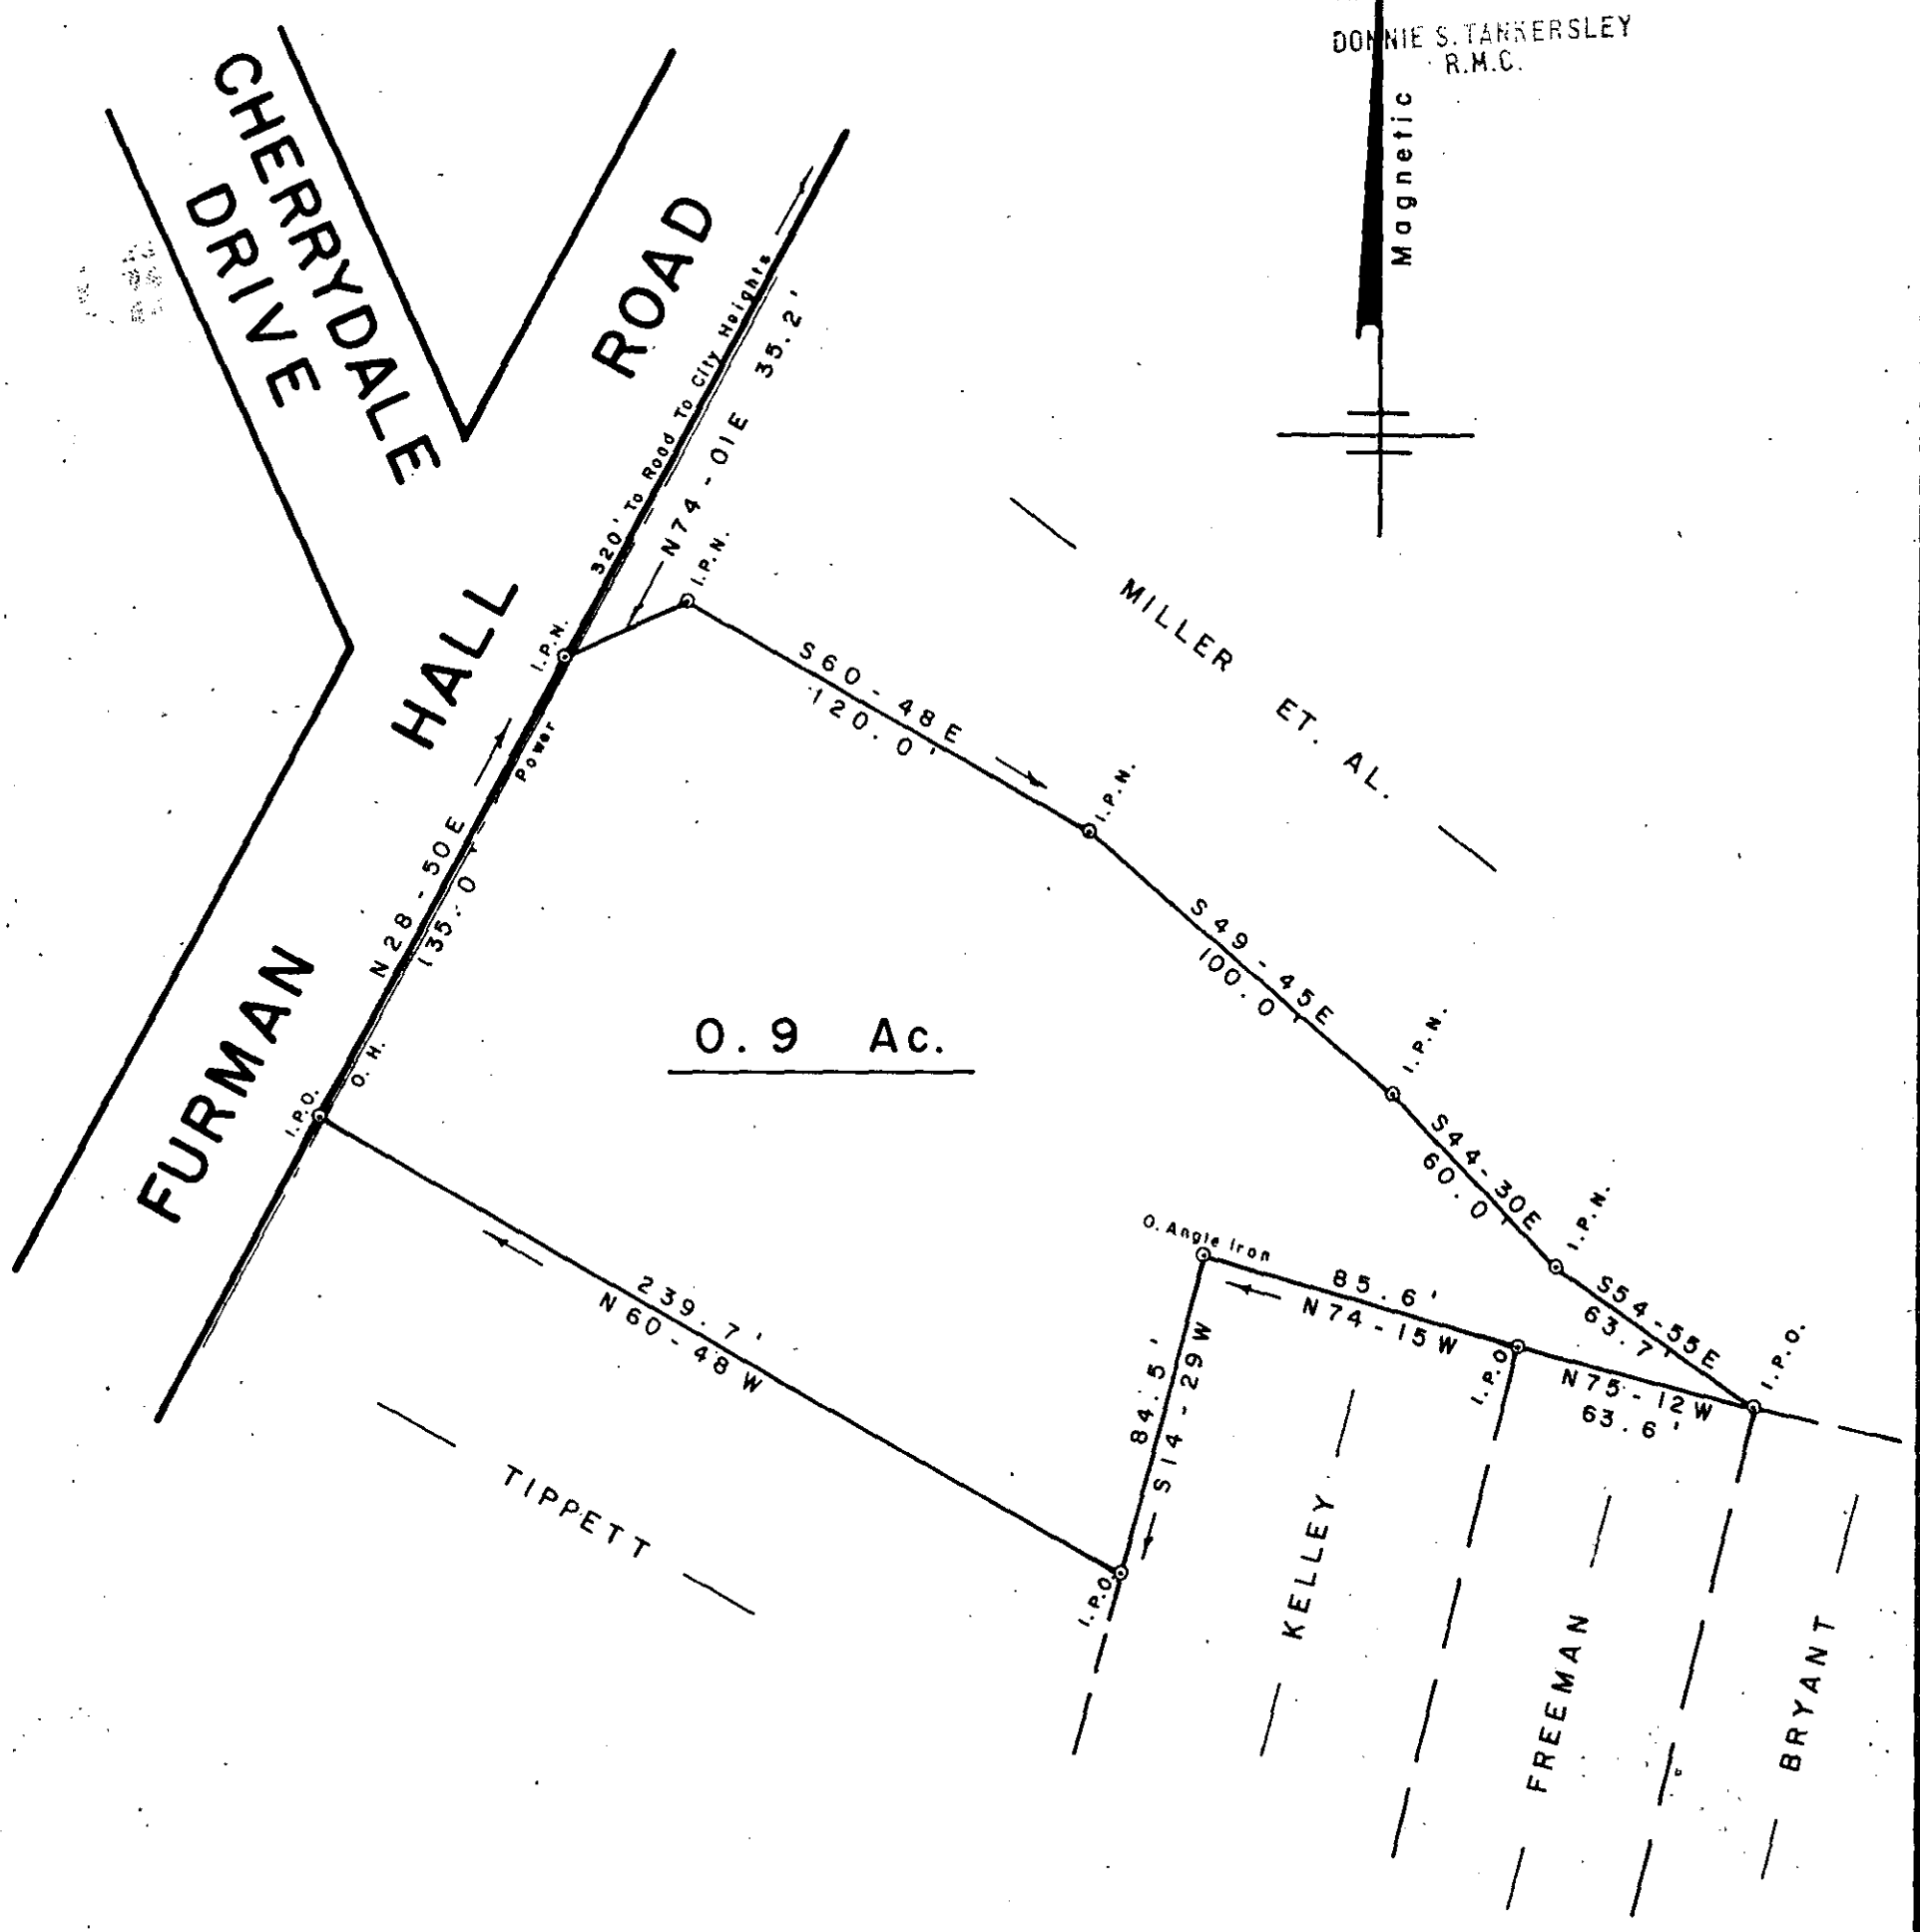 DONNIE S. TANKERSLEY
R.M.C.
Magnetic
CHERRYDALE
DRIVE
FURMAN HALL ROAD
320' To Road To City Heights
N74-01E 35.2'
I.P.N.
I.P.N.
S60-48E
120.0'
MILLER ET. AL.
I.P.N.
N28-50E
135.0'
Power
O.H.
I.P.O.
S49-45E
100.0'
I.P.N.
0.9 Ac.
S44-30E
60.0'
I.P.N.
S54-55E
63.7'
I.P.O.
O. Angle Iron
85.6'
N74-15W
I.P.O
N75-12W
63.6'
84.5'
S14-29W
239.7'
N60-48W
I.P.O.
TIPPETT
KELLEY
FREEMAN
BRYANT